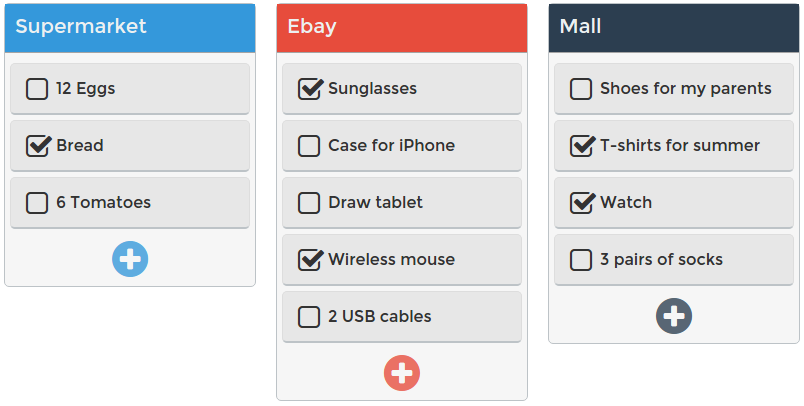 Supermarket
12 Eggs
Bread
6 Tomatoes
Ebay
Sunglasses
Case for iPhone
Draw tablet
Wireless mouse
2 USB cables
Mall
Shoes for my parents
T-shirts for summer
Watch
3 pairs of socks